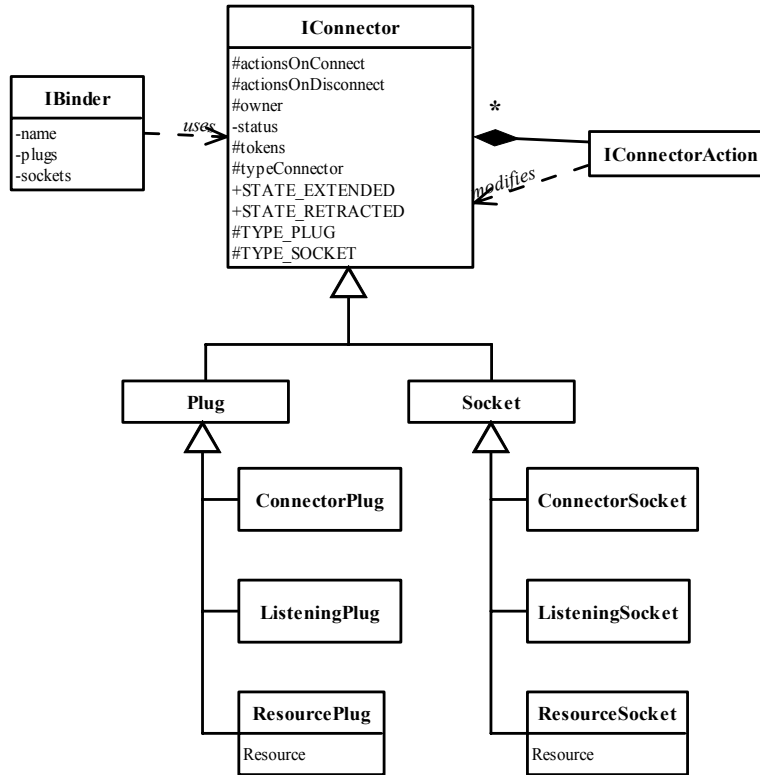 IConnector
#actionsOnConnect
#actionsOnDisconnect
#owner
-status
#tokens
#typeConnector
+STATE_EXTENDED
+STATE_RETRACTED
#TYPE_PLUG
#TYPE_SOCKET
IBinder
-name
-plugs
-sockets
uses
*
IConnectorAction
modifies
Plug
Socket
ConnectorPlug
ConnectorSocket
ListeningPlug
ListeningSocket
ResourcePlug
Resource
ResourceSocket
Resource